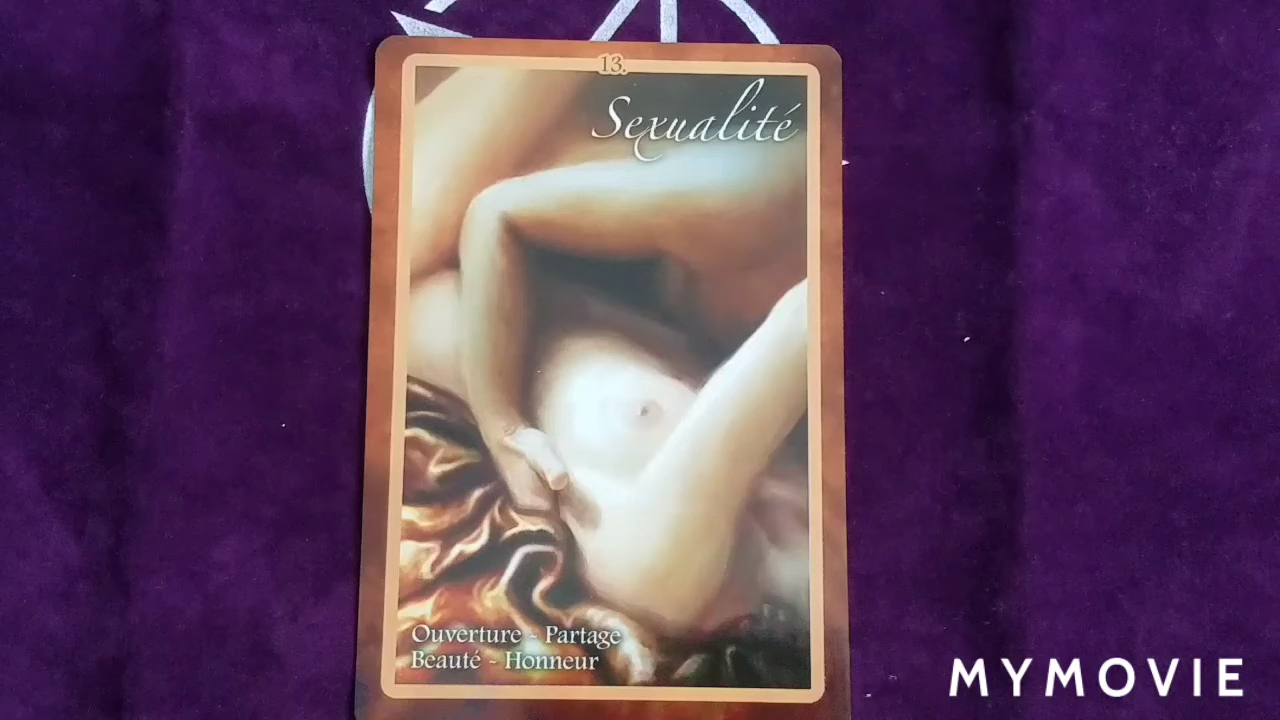 13.
Sexualité
Ouverture ~ Partage
Beauté ~ Honneur
MYMOVIE